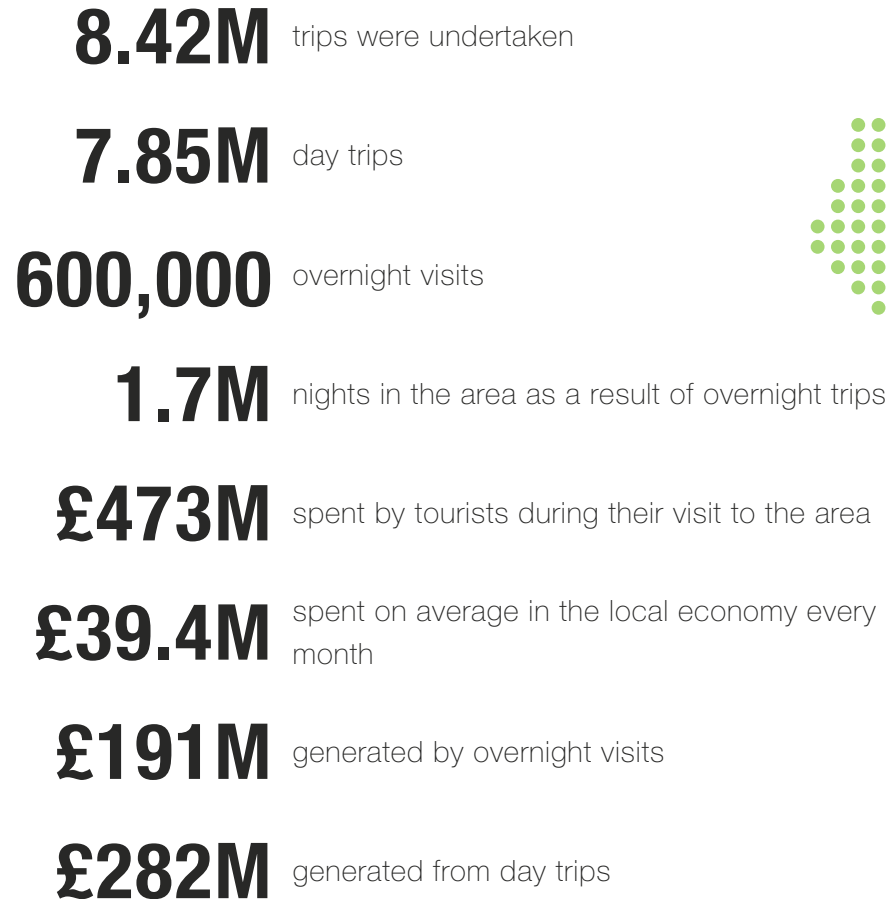 8.42M trips were undertaken
7.85M day trips
600,000 overnight visits
1.7M nights in the area as a result of overnight trips
£473M spent by tourists during their visit to the area
£39.4M spent on average in the local economy every
month
£191M generated by overnight visits
£282M generated from day trips